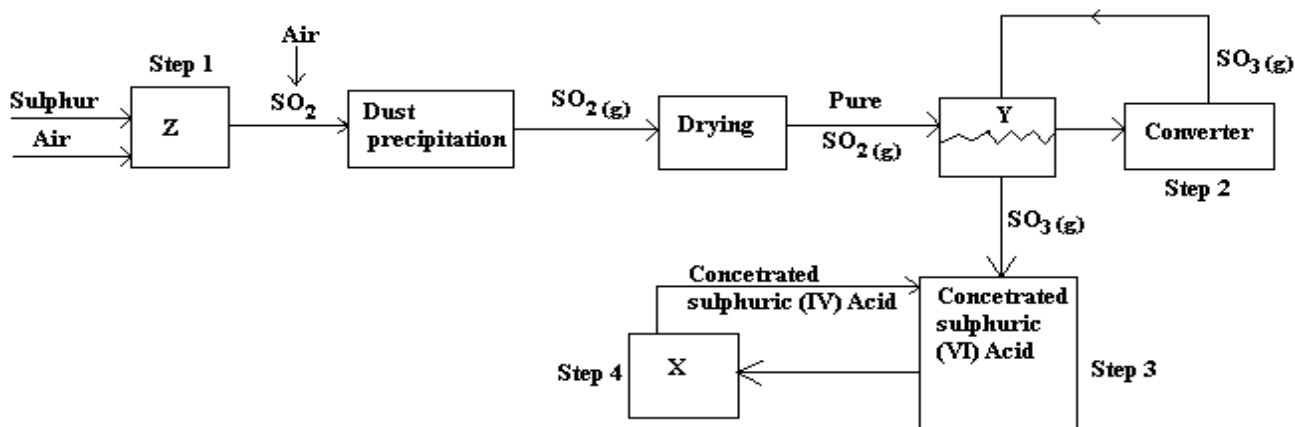 Step 1
Sulphur
Air
Z
Air
SO2
Dust
precipitation
SO2 (g)
Drying
Pure
SO2 (g)
Y
SO3 (g)
Converter
Step 2
SO3 (g)
Concetrated
sulphuric (IV) Acid
Concetrated
sulphuric
(VI) Acid
Step 3
Step 4
X